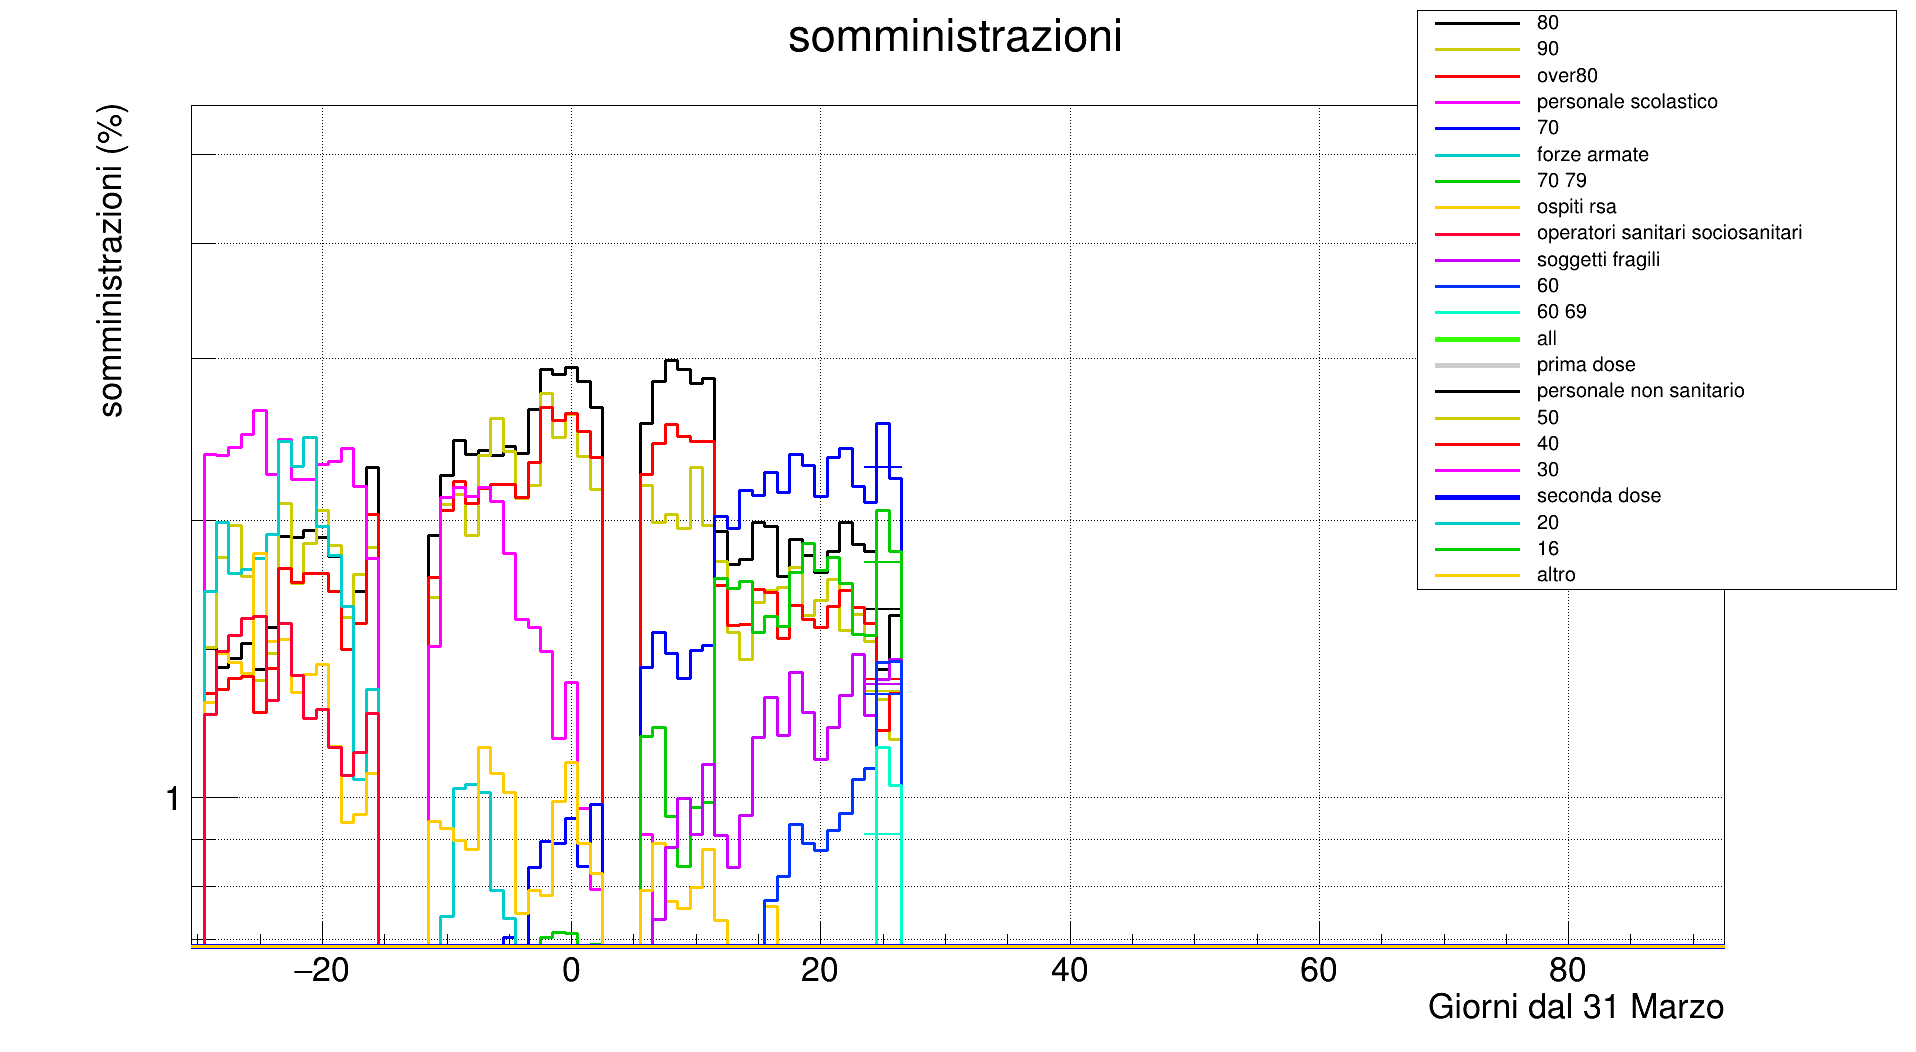 somministrazioni
80
90
over80
personale scolastico
70
forze armate
70 79
ospiti rsa
operatori sanitari sociosanitari
soggetti fragili
60
60 69
all
prima dose
personale non sanitario
50
40
30
seconda dose
20
16
altro
somministrazioni (%)
1
−20 0 20 40 60 80
Giorni dal 31 Marzo